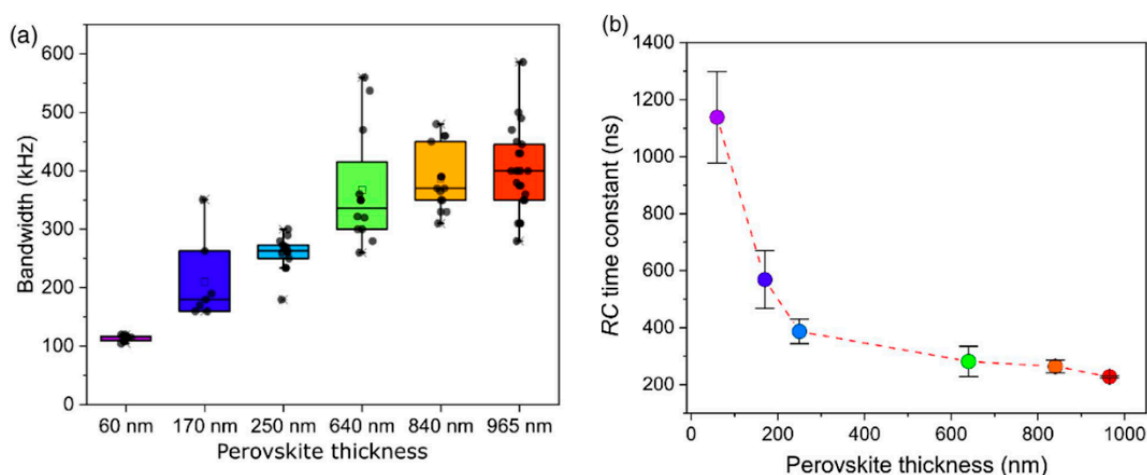 (a)
600
500
400
300
200
100
0
Bandwidth (kHz)
60 nm 170 nm 250 nm 640 nm 840 nm 965 nm
Perovskite thickness
(b)
1400
1200
1000
800
600
400
200
RC time constant (ns)
0 200 400 600 800 1000
Perovskite thickness (nm)